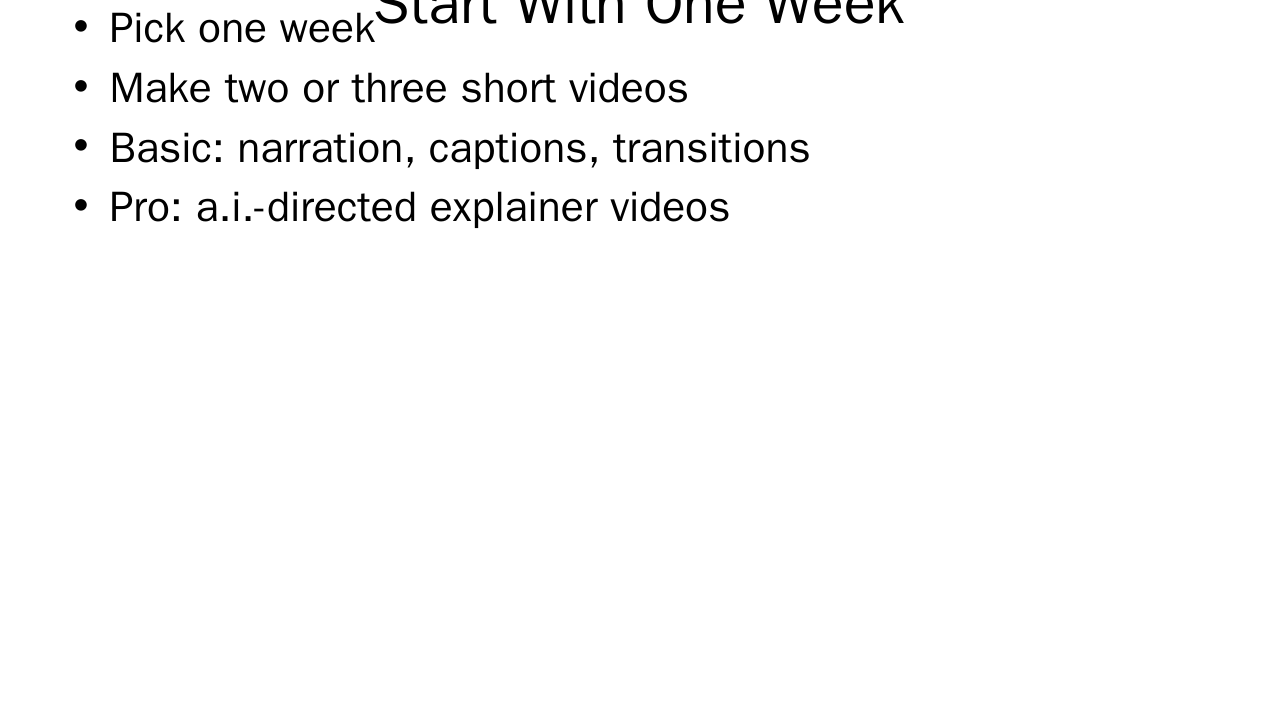 Start With One Week
• Pick one week
• Make two or three short videos
• Basic: narration, captions, transitions
• Pro: a.i.-directed explainer videos